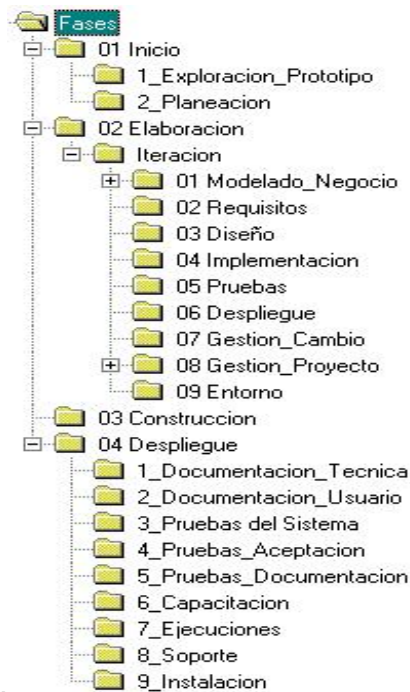 Fases
01 Inicio
1_Exploracion_Prototipo
2_Planeacion
02 Elaboracion
Iteracion
01 Modelado_Negocio
02 Requisitos
03 Diseño
04 Implementacion
05 Pruebas
06 Despliegue
07 Gestion_Cambio
08 Gestion_Proyecto
09 Entorno
03 Construccion
04 Despliegue
1_Documentacion_Tecnica
2_Documentacion_Usuario
3_Pruebas del Sistema
4_Pruebas_Aceptacion
5_Pruebas_Documentacion
6_Capacitacion
7_Ejecuciones
8_Soporte
9_Instalacion